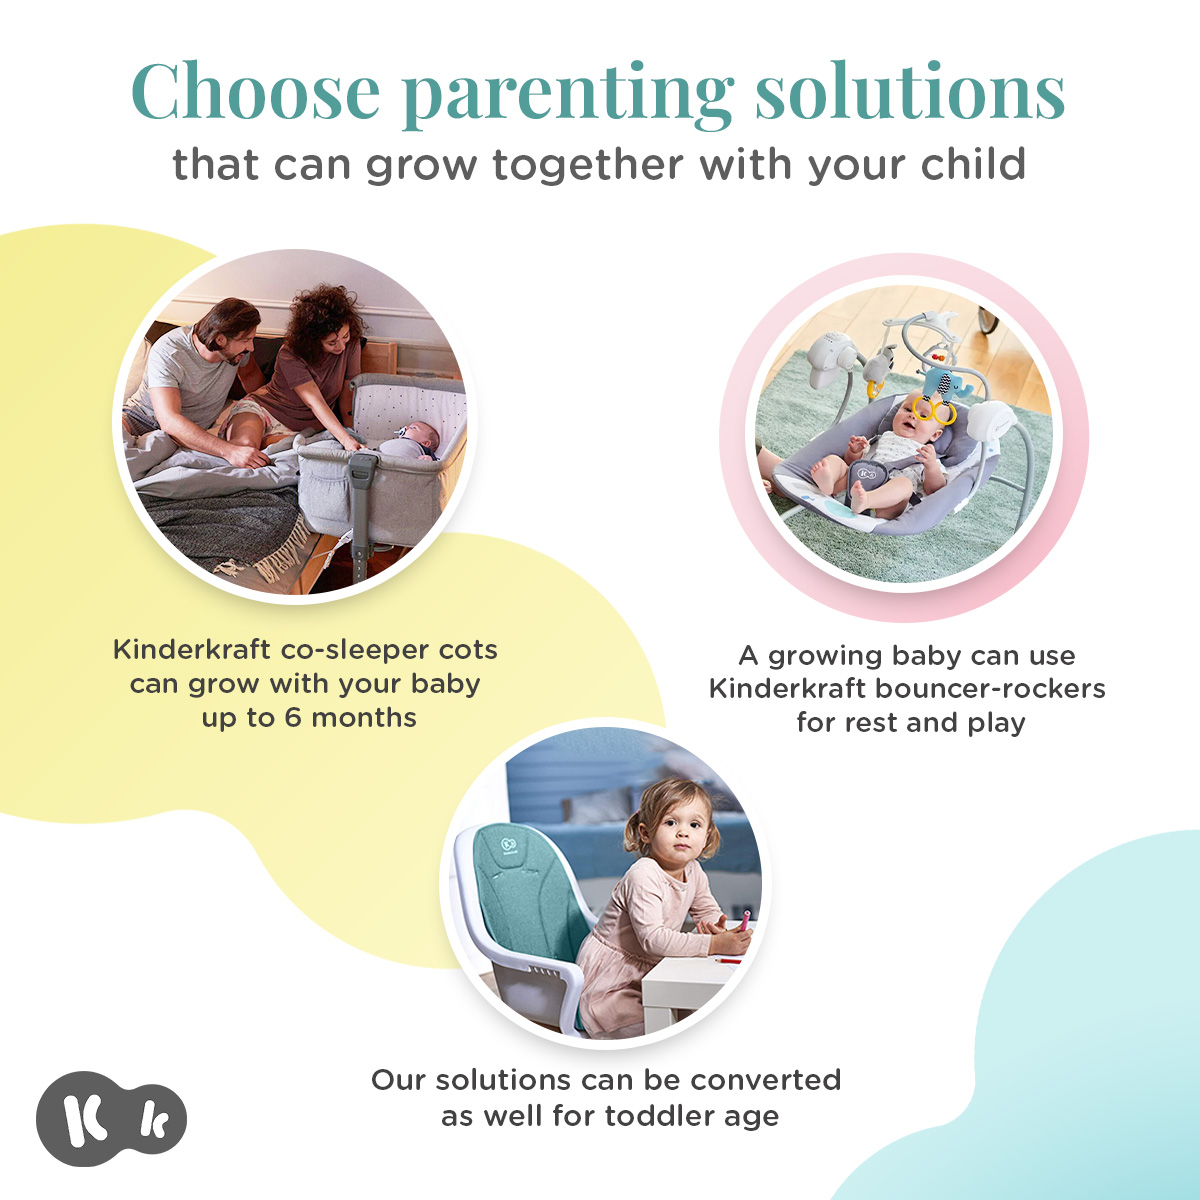 Choose parenting solutions
that can grow together with your child
Kinderkraft co-sleeper cots
can grow with your baby
up to 6 months
A growing baby can use
Kinderkraft bouncer-rockers
for rest and play
Our solutions can be converted
as well for toddler age
K k